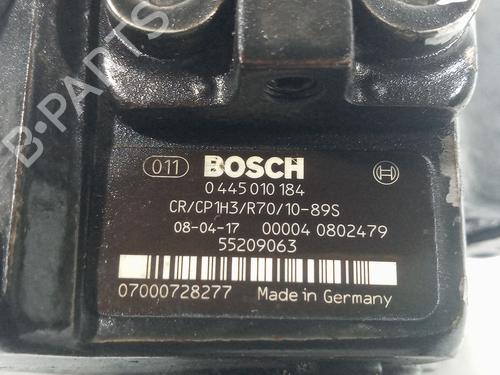 B-PARTS
011 BOSCH
0 445 010 184
CR/CP1H3/R70/10-89S
08-04-17 00004 0802479
55209063
07000728277 Made in Germany